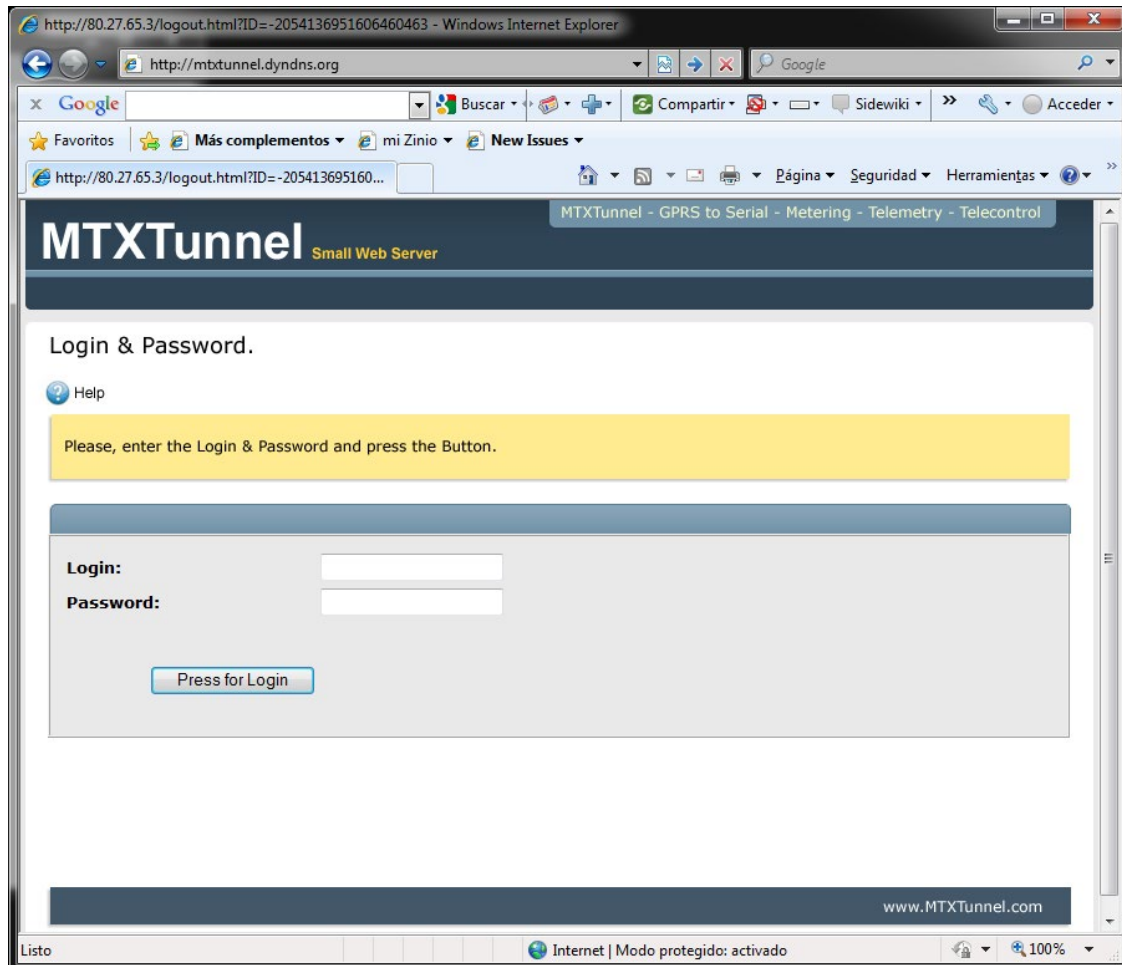 http://80.27.65.3/logout.html?ID=-2054136951606460463 - Windows Internet Explorer
http://mtxtunnel.dyndns.org
Google
x Google
Buscar
Compartir
Sidewiki
»
Acceder
Favoritos
Más complementos
mi Zinio
New Issues
http://80.27.65.3/logout.html?ID=-205413695160...
Página
Seguridad
Herramientas
»
MTXTunnel - GPRS to Serial - Metering - Telemetry - Telecontrol
MTXTunnel Small Web Server
Login & Password.
Help
Please, enter the Login & Password and press the Button.
Login:
Password:
Press for Login
www.MTXTunnel.com
Listo
Internet | Modo protegido: activado
100%